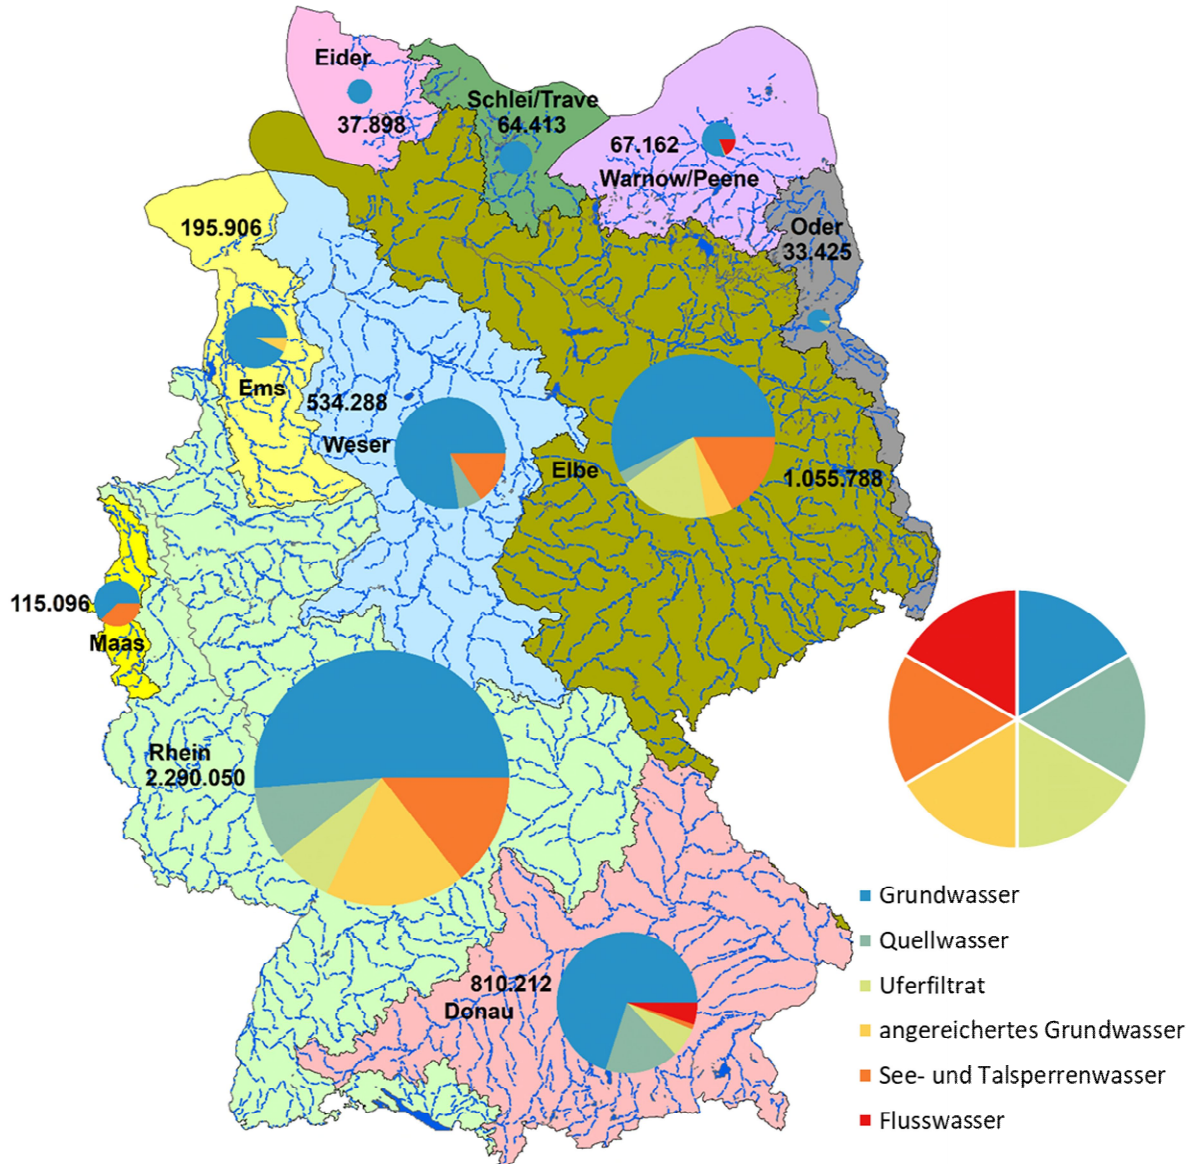 Eider
37.898
Schlei/Trave
64.413
67.162
Warnow/Peene
195.906
Oder
33.425
Ems
534.288
Weser
Elbe
1.055.788
115.096
Maas
Rhein
2.290.050
810.212
Donau
Grundwasser
Quellwasser
Uferfiltrat
angereichertes Grundwasser
See- und Talsperrenwasser
Flusswasser